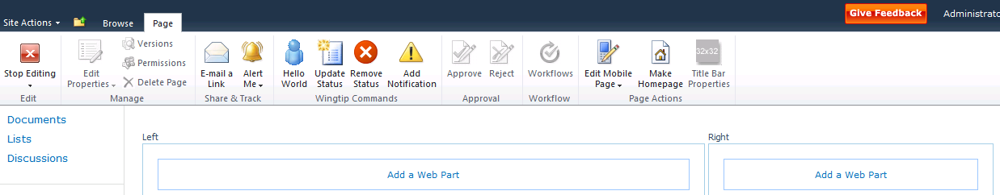 Site Actions Browse Page Give Feedback Administrato
Stop Editing
Edit Properties
Versions
Permissions
Delete Page
E-mail a Link
Alert Me
Hello World
Update Status
Remove Status
Add Notification
Approve
Reject
Workflows
Edit Mobile Page
Make Homepage
32x32
Title Bar Properties
Edit Manage Share & Track Wingtip Commands Approval Workflow Page Actions
Documents
Lists
Discussions
Left Right
Add a Web Part Add a Web Part